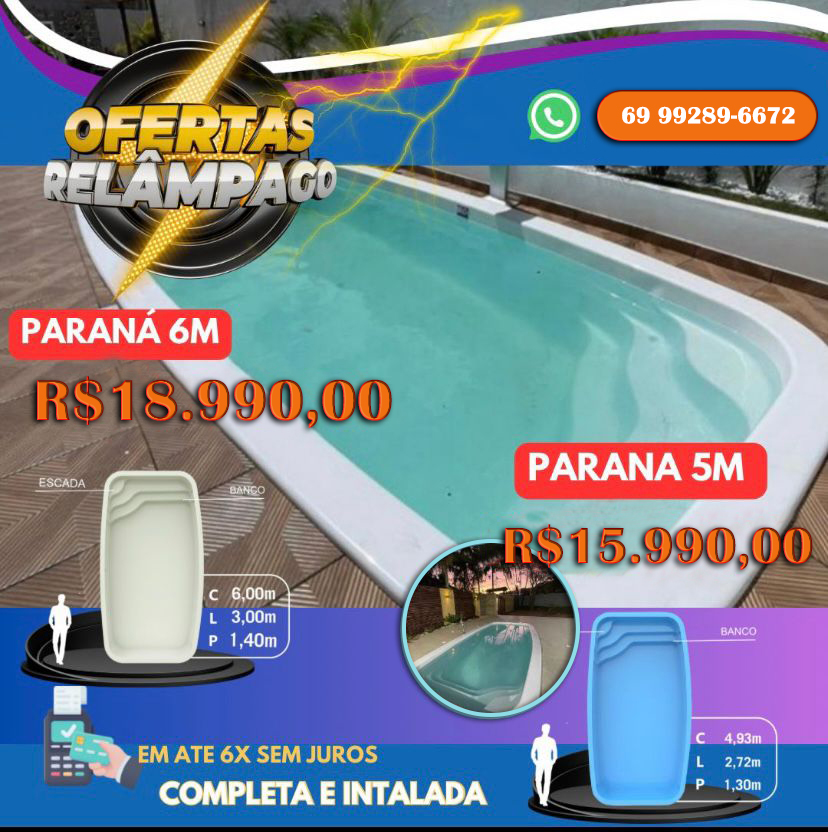 OFERTAS
RELÂMPAGO
69 99289-6672
PARANÁ 6M
R$18.990,00
ESCADA
BANCO
C 6,00m
L 3,00m
P 1,40m
PARANA 5M
R$15.990,00
BANCO
C 4,93m
L 2,72m
P 1,30m
EM ATE 6X SEM JUROS
COMPLETA E INTALADA